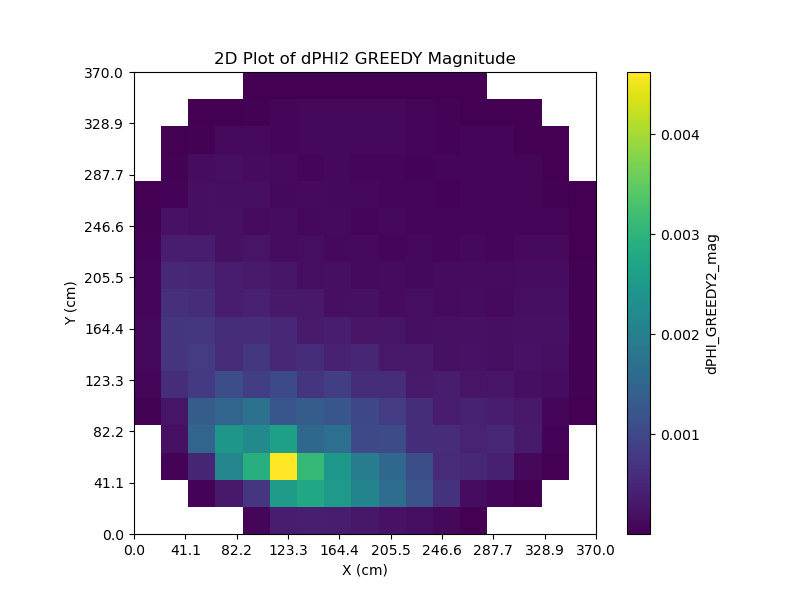 2D Plot of dPHI2 GREEDY Magnitude
370.0
328.9
287.7
246.6
205.5
164.4
123.3
82.2
41.1
0.0
Y (cm)
0.0 41.1 82.2 123.3 164.4 205.5 246.6 287.7 328.9 370.0
X (cm)
0.004
0.003
0.002
0.001
dPHI_GREEDY2_mag